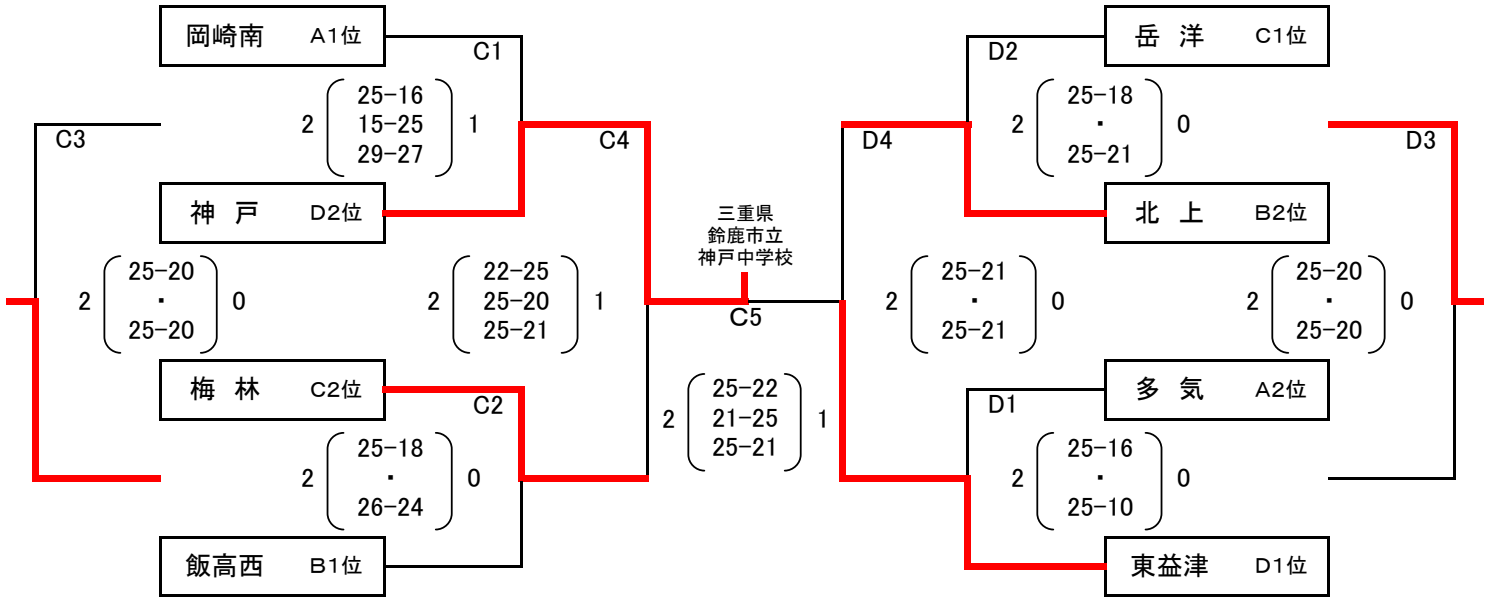 岡崎南 A1位
C1
25-16
2 15-25 1
29-27
C3
神戸 D2位
C4
25-20
2 ・ 0
25-20
22-25
2 25-20 1
25-21
梅林 C2位
C2
25-18
2 ・ 0
26-24
飯高西 B1位
三重県
鈴鹿市立
神戸中学校
C5
25-22
2 21-25 1
25-21
岳洋 C1位
D2
25-18
2 ・ 0
25-21
D4
D3
北上 B2位
25-21
2 ・ 0
25-21
25-20
2 ・ 0
25-20
多気 A2位
D1
25-16
2 ・ 0
25-10
東益津 D1位